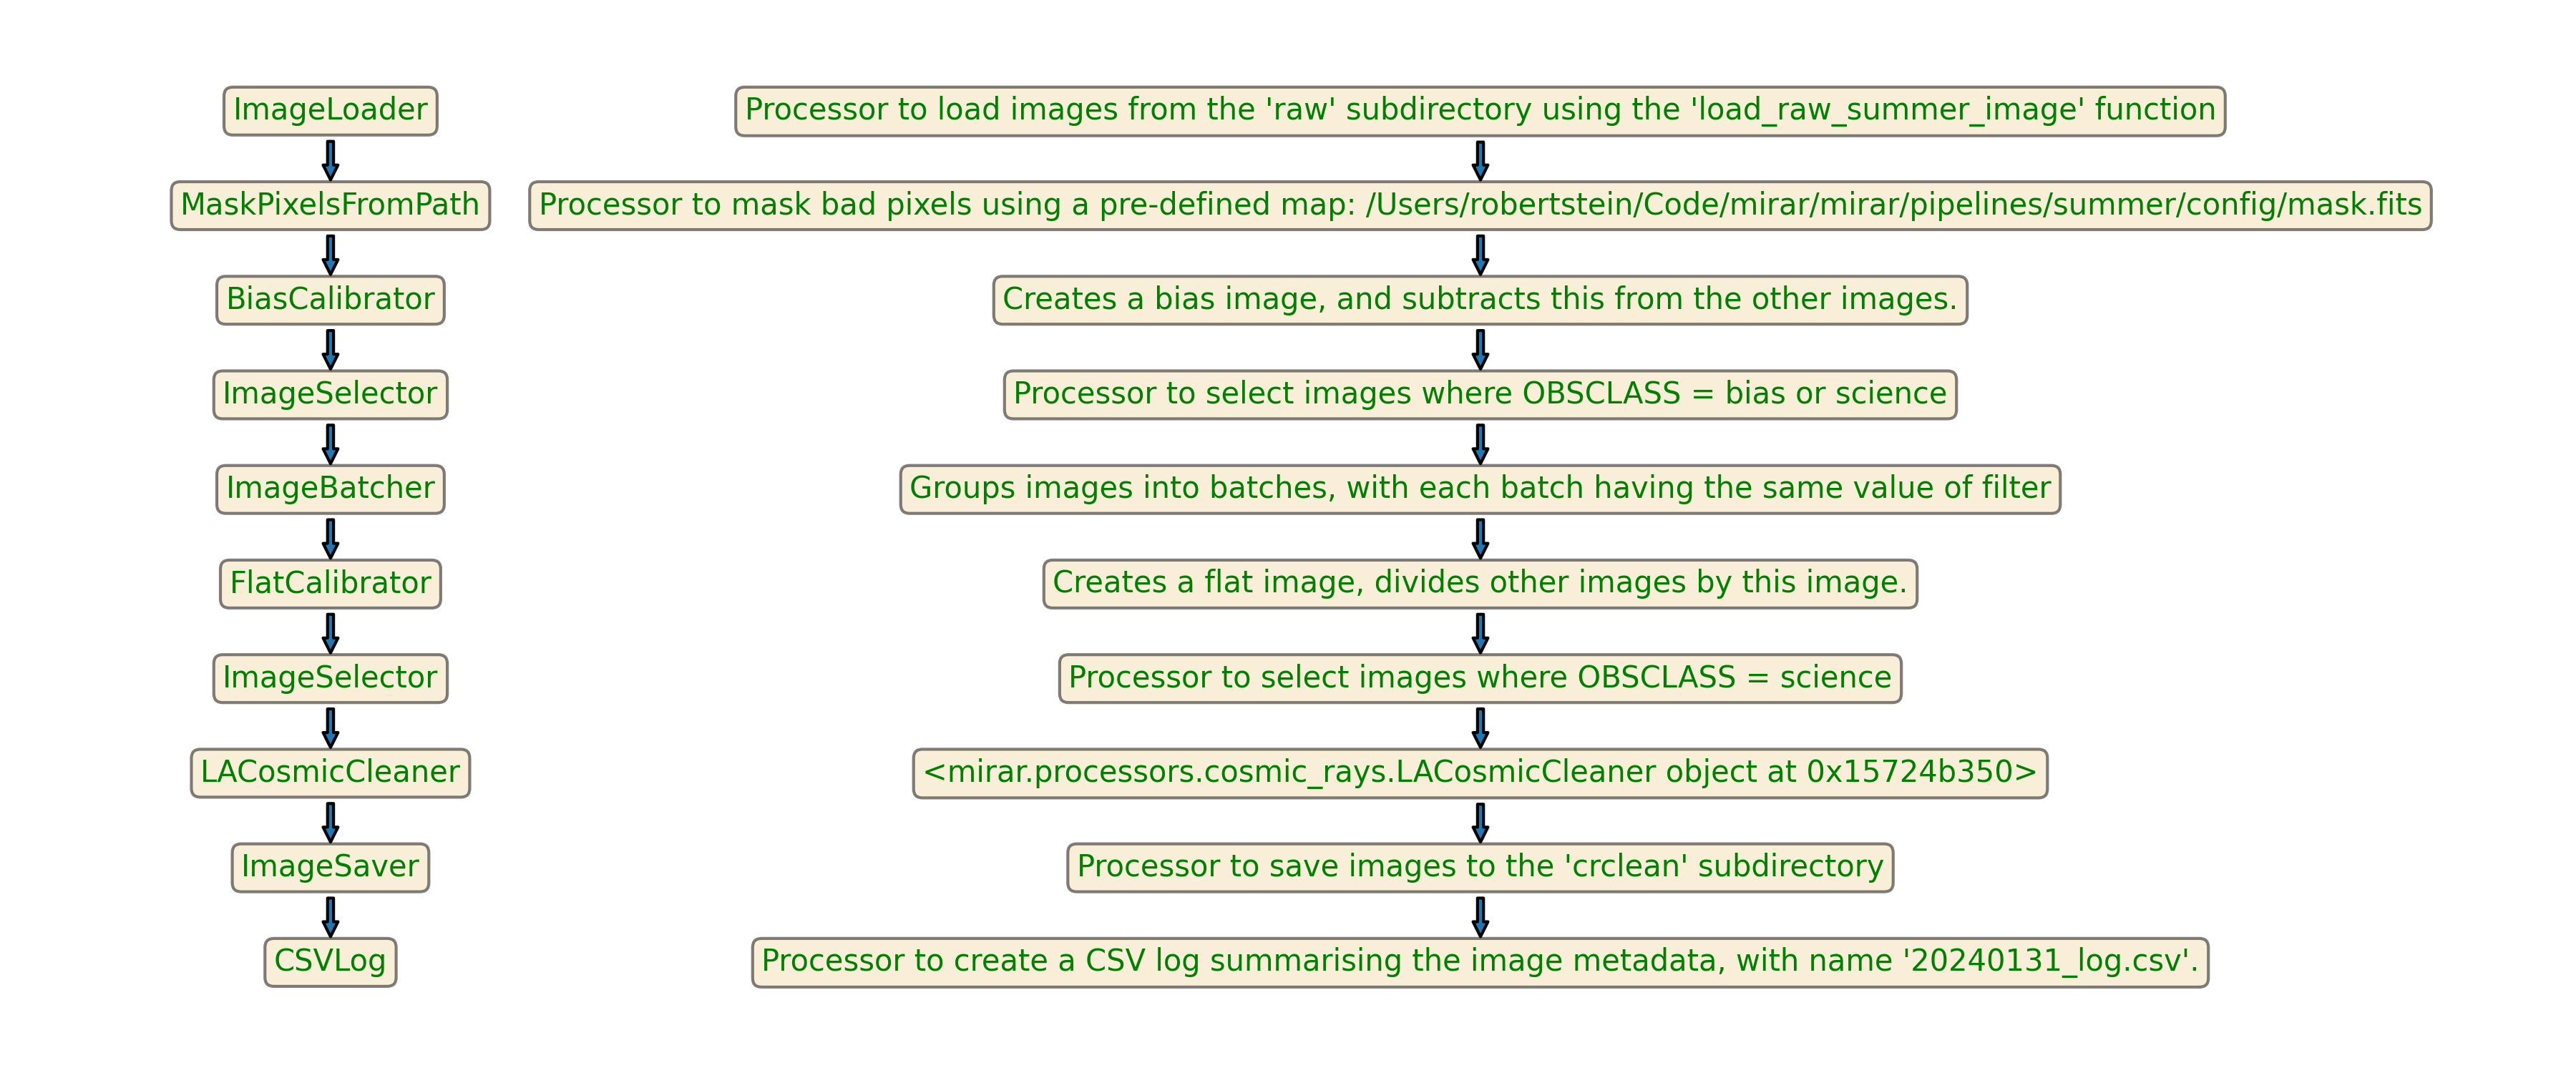 ImageLoader
Processor to load images from the 'raw' subdirectory using the 'load_raw_summer_image' function
MaskPixelsFromPath
Processor to mask bad pixels using a pre-defined map: /Users/robertstein/Code/mirar/mirar/pipelines/summer/config/mask.fits
BiasCalibrator
Creates a bias image, and subtracts this from the other images.
ImageSelector
Processor to select images where OBSCLASS = bias or science
ImageBatcher
Groups images into batches, with each batch having the same value of filter
FlatCalibrator
Creates a flat image, divides other images by this image.
ImageSelector
Processor to select images where OBSCLASS = science
LACosmicCleaner
<mirar.processors.cosmic_rays.LACosmicCleaner object at 0x15724b350>
ImageSaver
Processor to save images to the 'crclean' subdirectory
CSVLog
Processor to create a CSV log summarising the image metadata, with name '20240131_log.csv'.